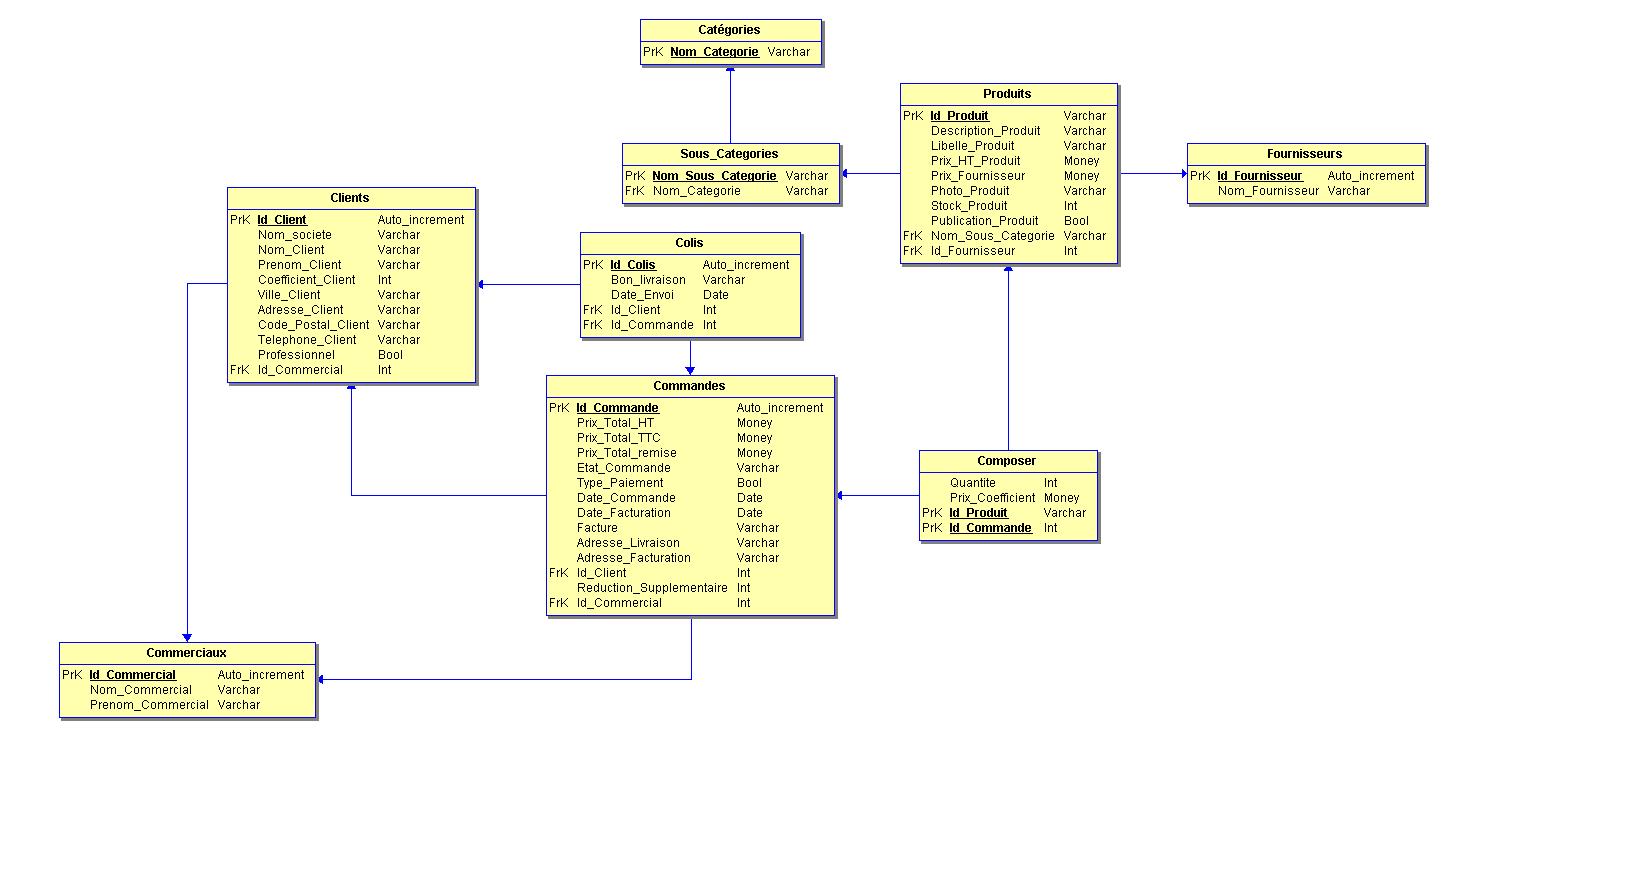 Catégories
PrK Nom_Categorie Varchar
Produits
PrK Id_Produit Varchar
Description_Produit Varchar
Libelle_Produit Varchar
Prix_HT_Produit Money
Prix_Fournisseur Money
Photo_Produit Varchar
Stock_Produit Int
Publication_Produit Bool
FrK Nom_Sous_Categorie Varchar
FrK Id_Fournisseur Int
Sous_Categories
PrK Nom_Sous_Categorie Varchar
FrK Nom_Categorie Varchar
Fournisseurs
PrK Id_Fournisseur Auto_increment
Nom_Fournisseur Varchar
Clients
PrK Id_Client Auto_increment
Nom_societe Varchar
Nom_Client Varchar
Prenom_Client Varchar
Coefficient_Client Int
Ville_Client Varchar
Adresse_Client Varchar
Code_Postal_Client Varchar
Telephone_Client Varchar
Professionnel Bool
FrK Id_Commercial Int
Colis
PrK Id_Colis Auto_increment
Bon_livraison Varchar
Date_Envoi Date
FrK Id_Client Int
FrK Id_Commande Int
Commandes
PrK Id_Commande Auto_increment
Prix_Total_HT Money
Prix_Total_TTC Money
Prix_Total_remise Money
Etat_Commande Varchar
Type_Paiement Bool
Date_Commande Date
Date_Facturation Date
Facture Varchar
Adresse_Livraison Varchar
Adresse_Facturation Varchar
FrK Id_Client Int
Reduction_Supplementaire Int
FrK Id_Commercial Int
Composer
Quantite Int
Prix_Coefficient Money
PrK Id_Produit Varchar
PrK Id_Commande Int
Commerciaux
PrK Id_Commercial Auto_increment
Nom_Commercial Varchar
Prenom_Commercial Varchar